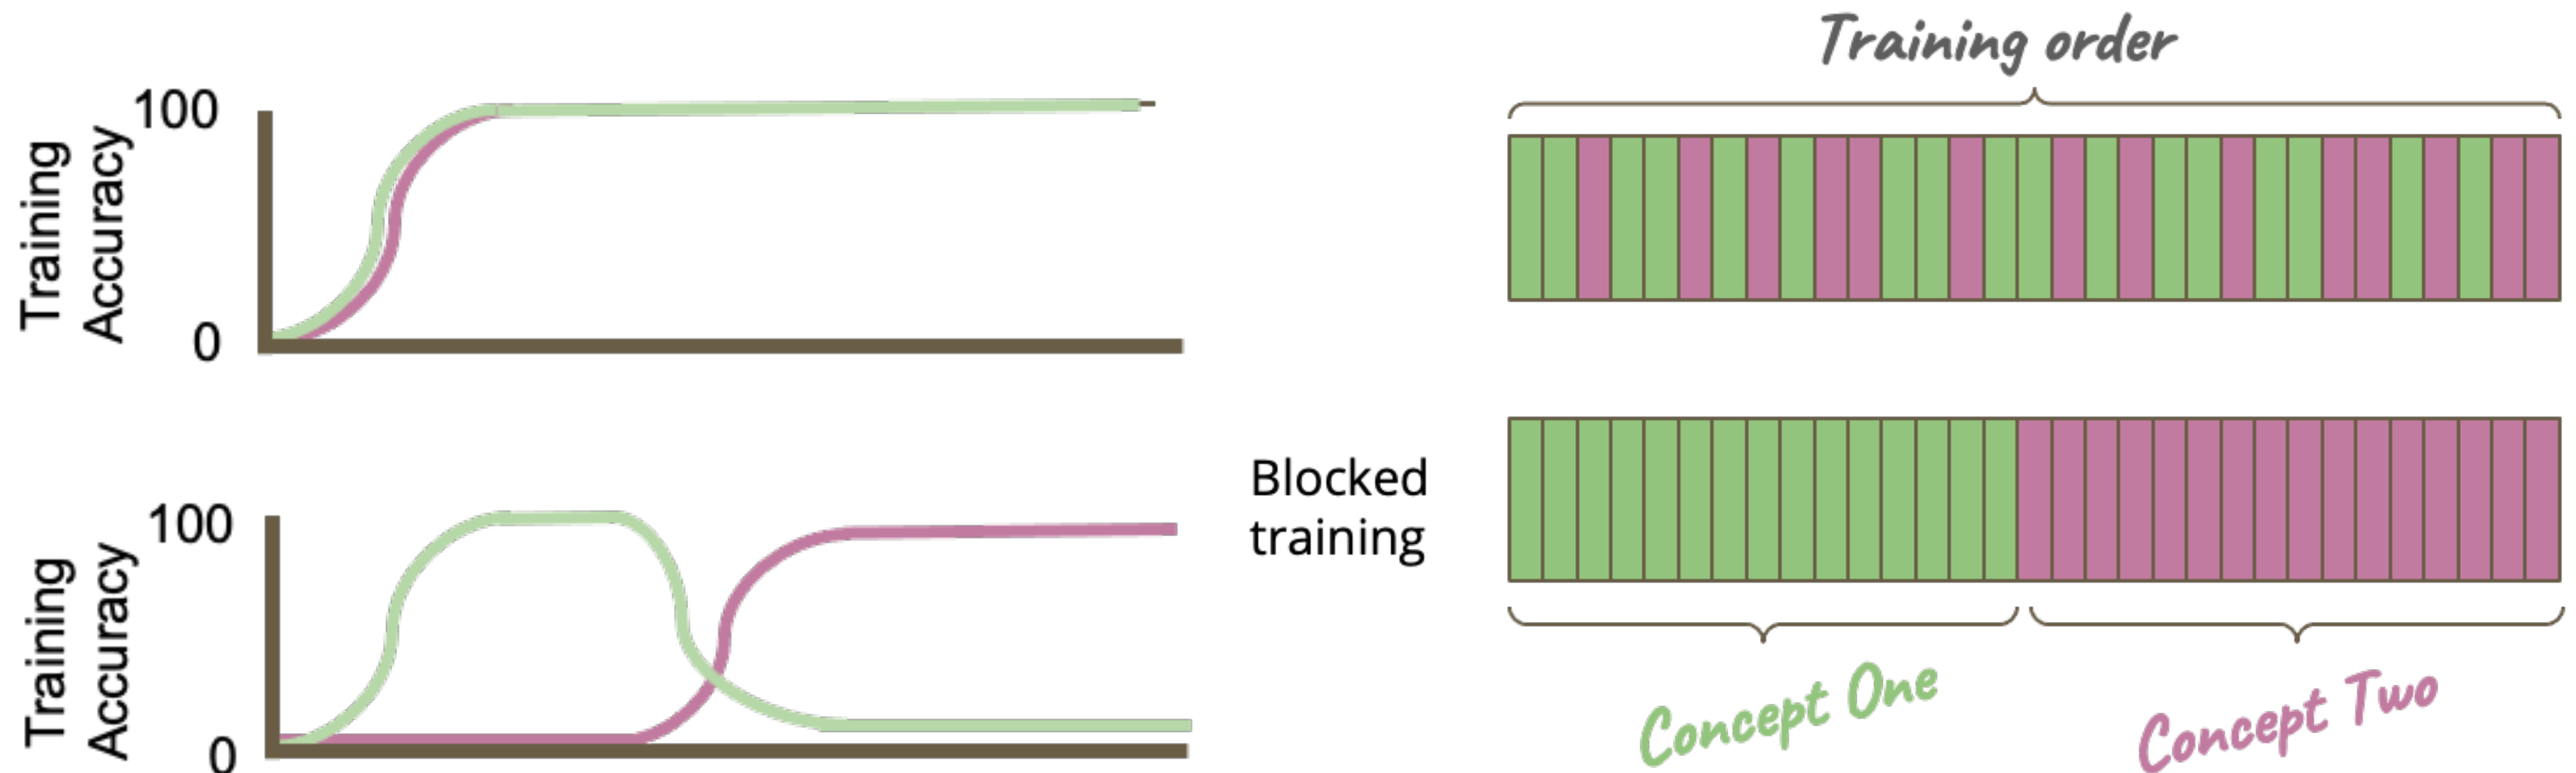 Training order
Training
Accuracy
100
0
Training
Accuracy
100
0
Blocked
training
Concept One
Concept Two